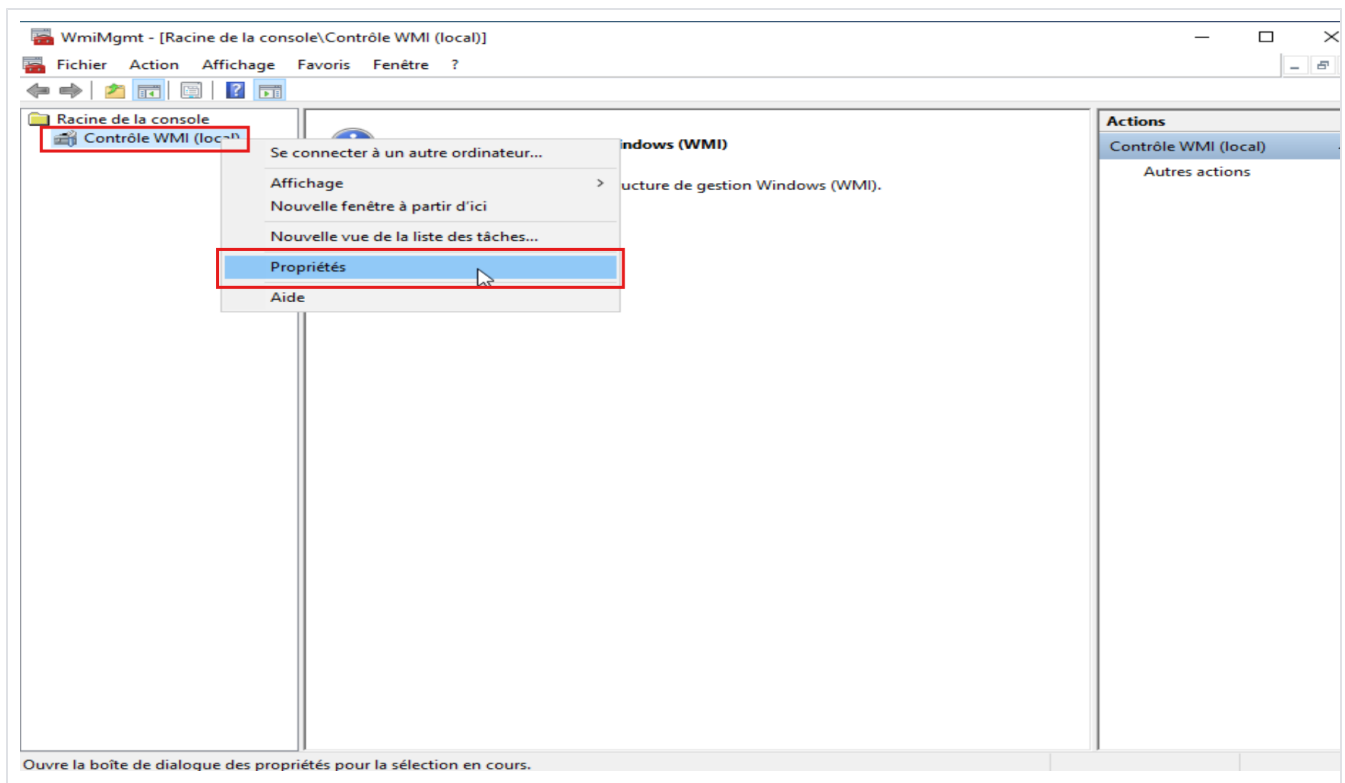 WmiMgmt - [Racine de la console\Contrôle WMI (local)]
Fichier Action Affichage Favoris Fenêtre ?
Racine de la console
Contrôle WMI (local)
Se connecter à un autre ordinateur...
Affichage
Nouvelle fenêtre à partir d’ici
Nouvelle vue de la liste des tâches...
Propriétés
Aide
indows (WMI)
ucture de gestion Windows (WMI).
Actions
Contrôle WMI (local)
Autres actions
Ouvre la boîte de dialogue des propriétés pour la sélection en cours.